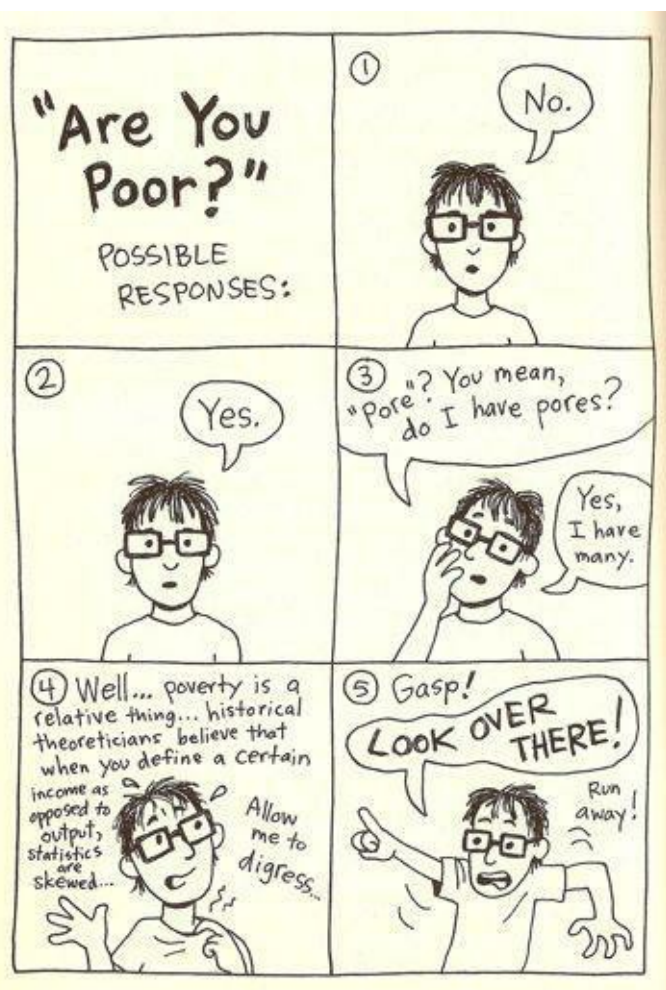 "Are You
Poor?"
POSSIBLE
RESPONSES:
1
No.
2
Yes.
3
"Pore"? You mean,
do I have pores?
Yes,
I have
many.
4 Well... poverty is a
relative thing... historical
theoreticians believe that
when you define a certain
income as
opposed to
output,
statistics
are
skewed...
Allow
me to
digress...
5 Gasp!
LOOK OVER
THERE!
Run
away!